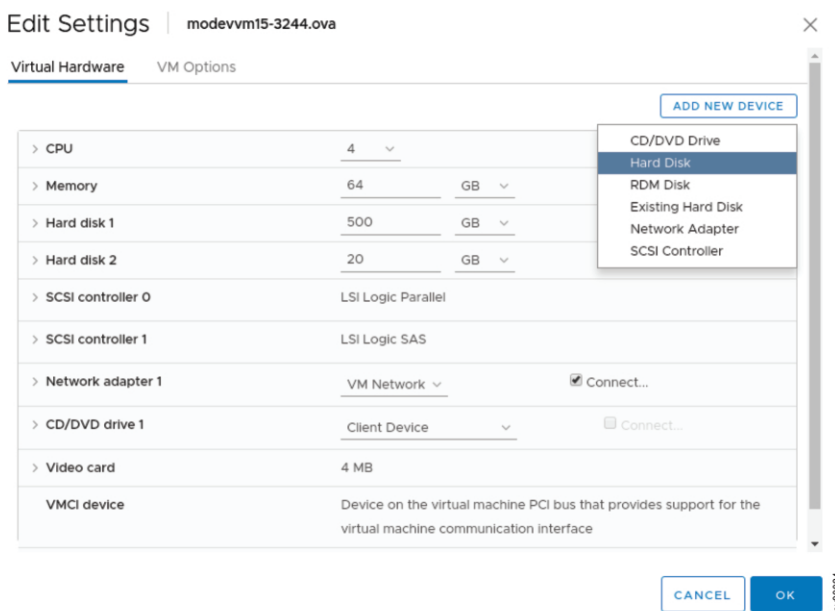 Edit Settings modevvm15-3244.ova
Virtual Hardware VM Options
ADD NEW DEVICE
CD/DVD Drive
Hard Disk
RDM Disk
Existing Hard Disk
Network Adapter
SCSI Controller
CPU 4
Memory 64 GB
Hard disk 1 500 GB
Hard disk 2 20 GB
SCSI controller 0 LSI Logic Parallel
SCSI controller 1 LSI Logic SAS
Network adapter 1 VM Network Connect...
CD/DVD drive 1 Client Device Connect...
Video card 4 MB
VMCI device Device on the virtual machine PCI bus that provides support for the
virtual machine communication interface
CANCEL OK